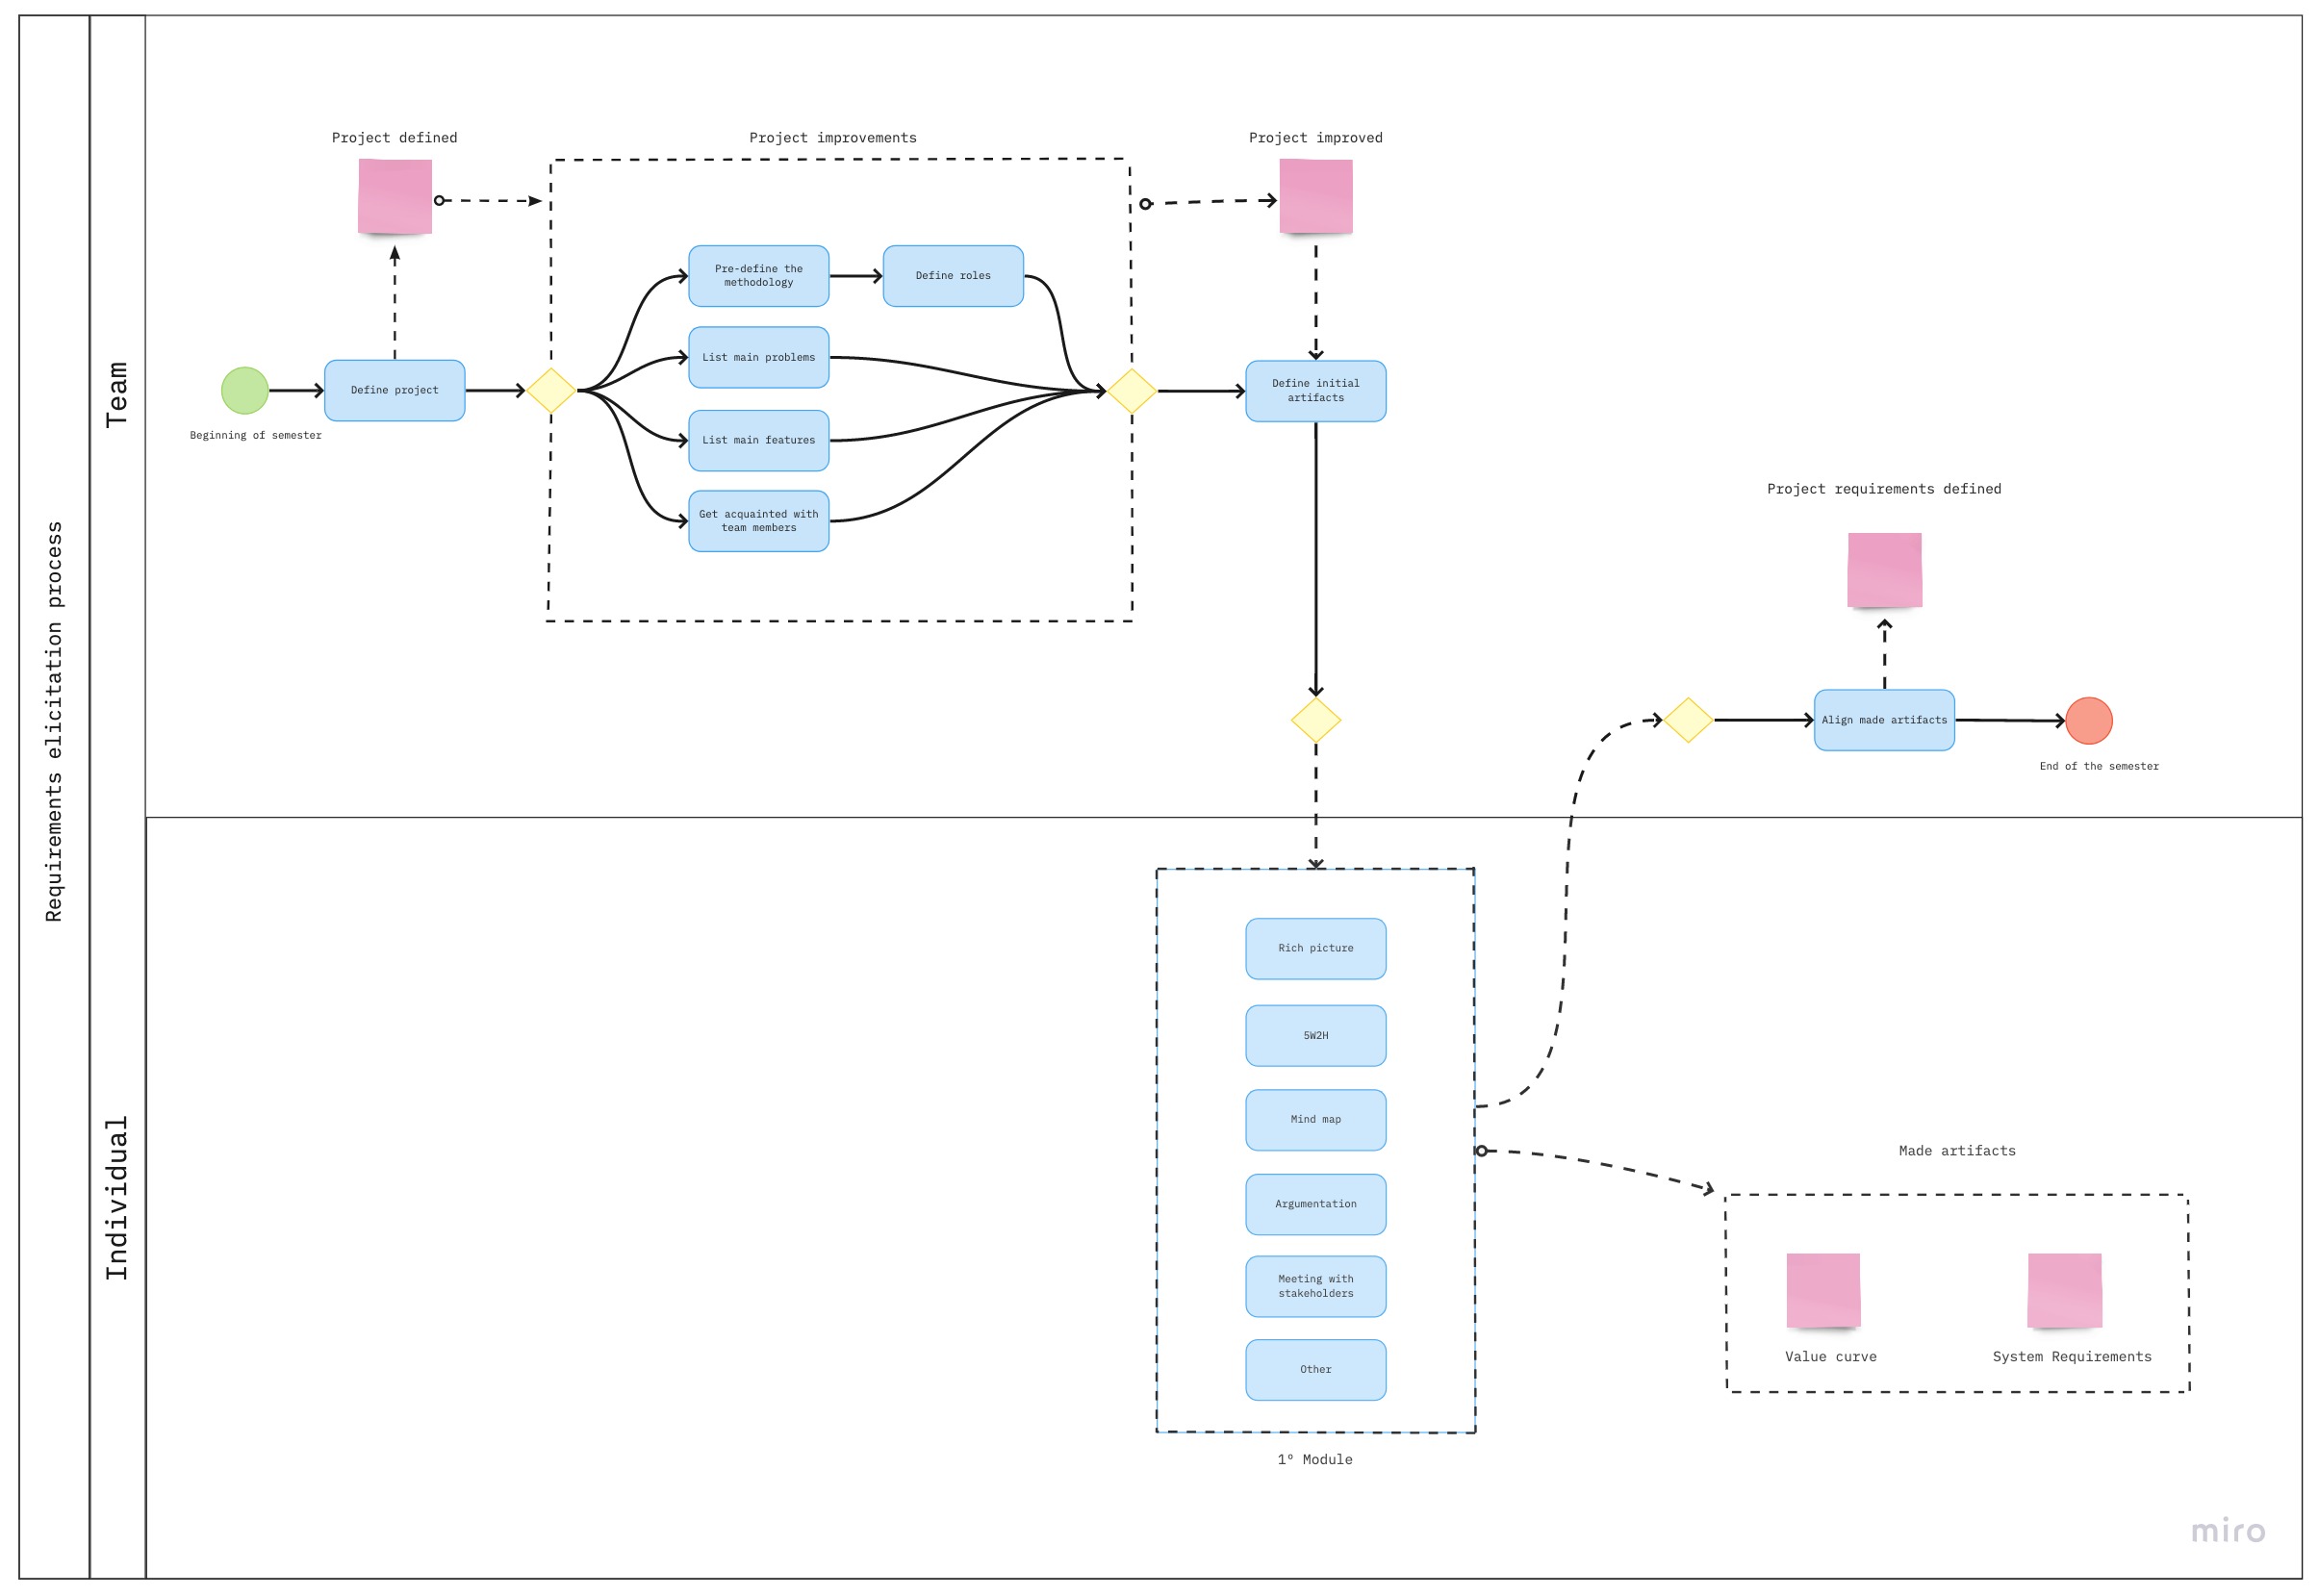 Requirements elicitation process
Team
Project defined
Project improvements
Project improved
Pre-define the
methodology
Define roles
List main problems
Define project
Define initial
artifacts
Beginning of semester
List main features
Get acquainted with
team members
Project requirements defined
Align made artifacts
End of the semester
Individual
Rich picture
5W2H
Mind map
Argumentation
Meeting with
stakeholders
Other
1º Module
Made artifacts
Value curve
System Requirements
miro